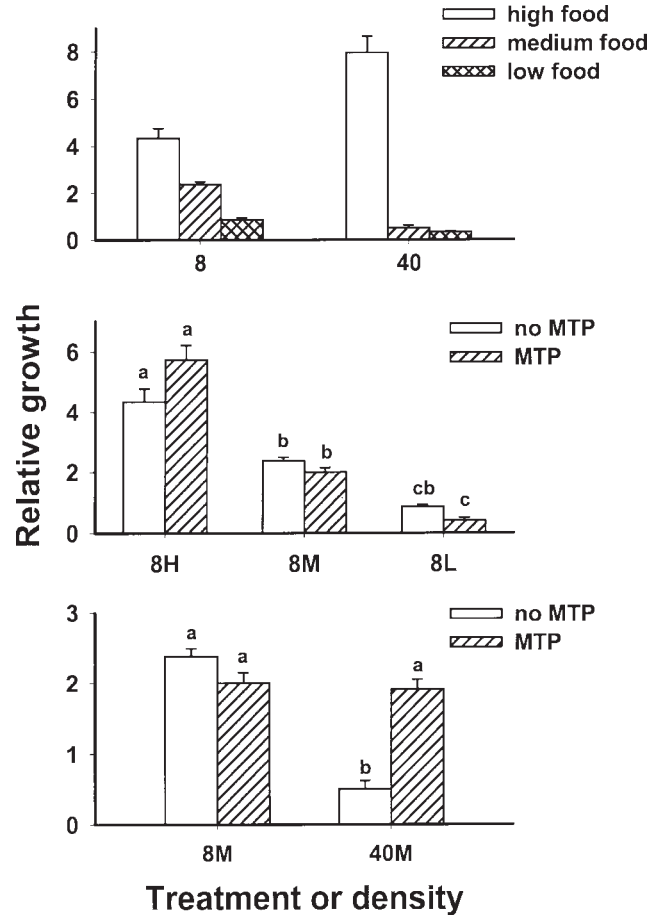 high food
medium food
low food
8
6
4
2
0
8 40
Relative growth
no MTP
MTP
6
4
2
0
a a b b cb c
8H 8M 8L
no MTP
MTP
3
2
1
0
a a b a
8M 40M
Treatment or density